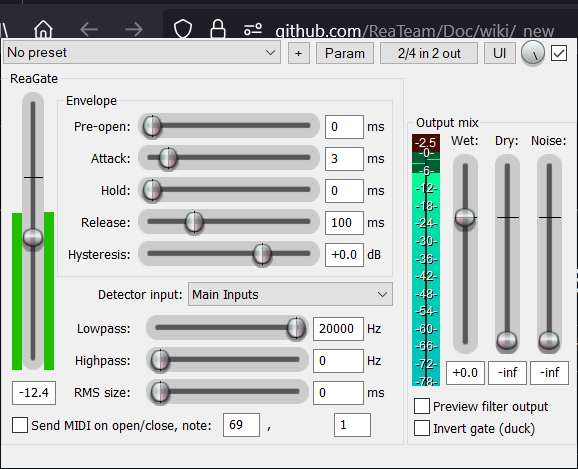 github.com/ReaTeam/Doc/wiki/_new
No preset + Param 2/4 in 2 out UI
ReaGate
Envelope
Pre-open: 0 ms
Attack: 3 ms
Hold: 0 ms
Release: 100 ms
Hysteresis: +0.0 dB
Detector input: Main Inputs
Lowpass: 20000 Hz
Highpass: 0 Hz
RMS size: 0 ms
-12.4
Send MIDI on open/close, note: 69 , 1
Output mix
Wet: Dry: Noise:
-2.5
-0-
-6-
-12-
-18-
-24-
-30-
-36-
-42-
-48-
-54-
-60-
-66-
-72-
-78-
+0.0 -inf -inf
Preview filter output
Invert gate (duck)